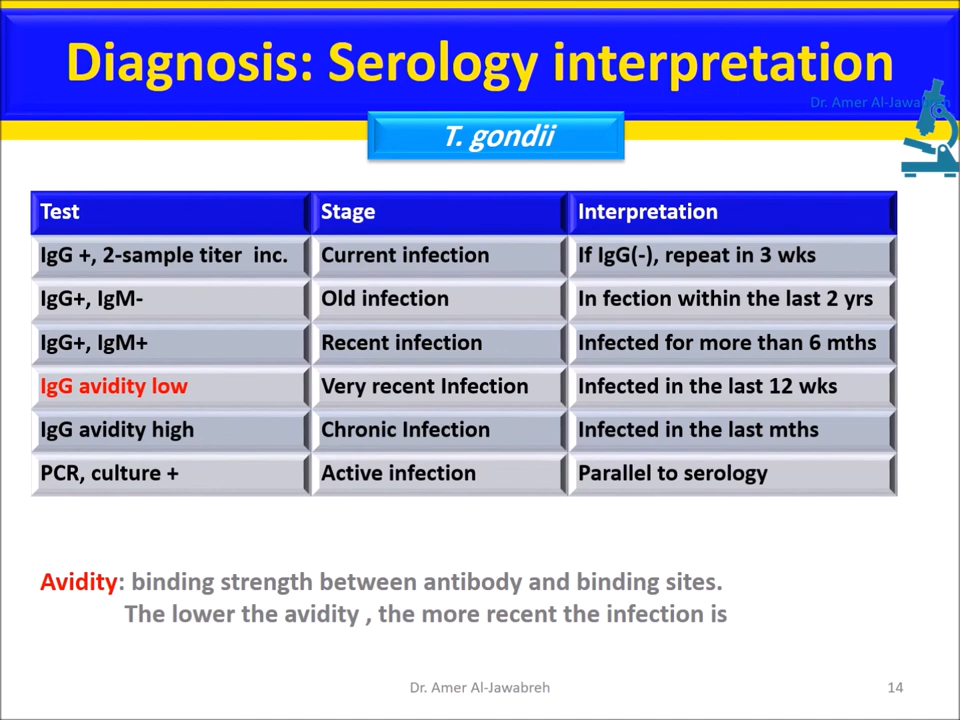 Diagnosis: Serology interpretation
Dr. Amer Al-Jawabreh
T. gondii
Test Stage Interpretation
IgG +, 2-sample titer inc. Current infection If IgG(-), repeat in 3 wks
IgG+, IgM- Old infection In fection within the last 2 yrs
IgG+, IgM+ Recent infection Infected for more than 6 mths
IgG avidity low Very recent Infection Infected in the last 12 wks
IgG avidity high Chronic Infection Infected in the last mths
PCR, culture + Active infection Parallel to serology
Avidity: binding strength between antibody and binding sites.
The lower the avidity , the more recent the infection is
Dr. Amer Al-Jawabreh 14